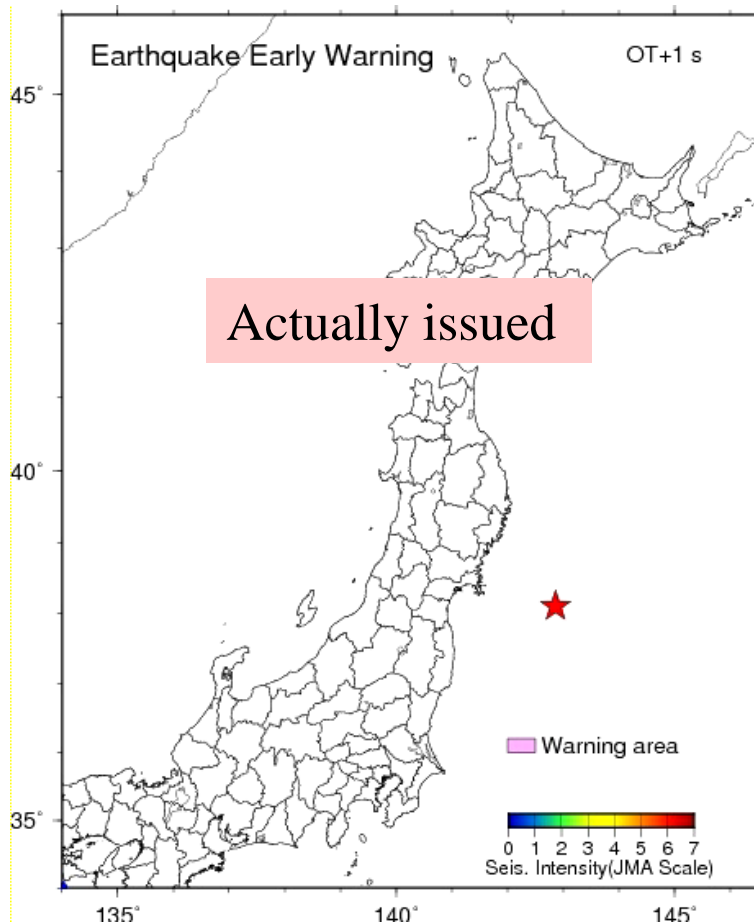 Earthquake Early Warning
OT+1 s
45°
Actually issued
40°
Warning area
35°
0 1 2 3 4 5 6 7
Seis. Intensity(JMA Scale)
135° 140° 145°